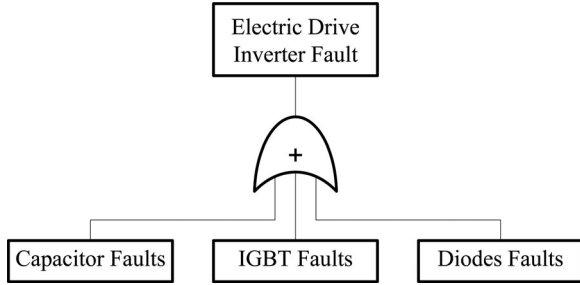 Electric Drive
Inverter Fault
+
Capacitor Faults
IGBT Faults
Diodes Faults